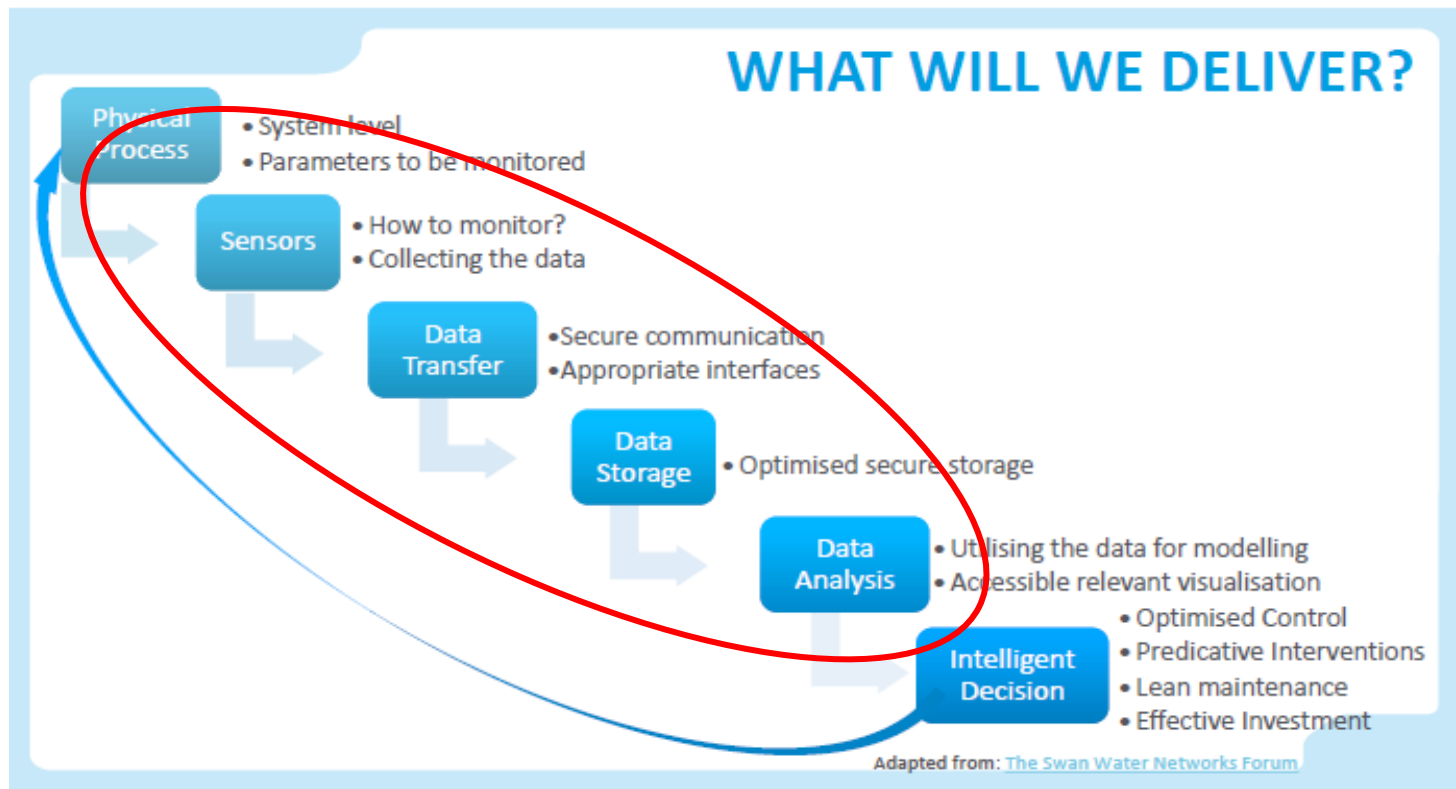 WHAT WILL WE DELIVER?
Physical
Process
• System level
• Parameters to be monitored
Sensors
• How to monitor?
• Collecting the data
Data
Transfer
•Secure communication
•Appropriate interfaces
Data
Storage
• Optimised secure storage
Data
Analysis
• Utilising the data for modelling
• Accessible relevant visualisation
Intelligent
Decision
• Optimised Control
• Predicative Interventions
• Lean maintenance
• Effective Investment
Adapted from: The Swan Water Networks Forum